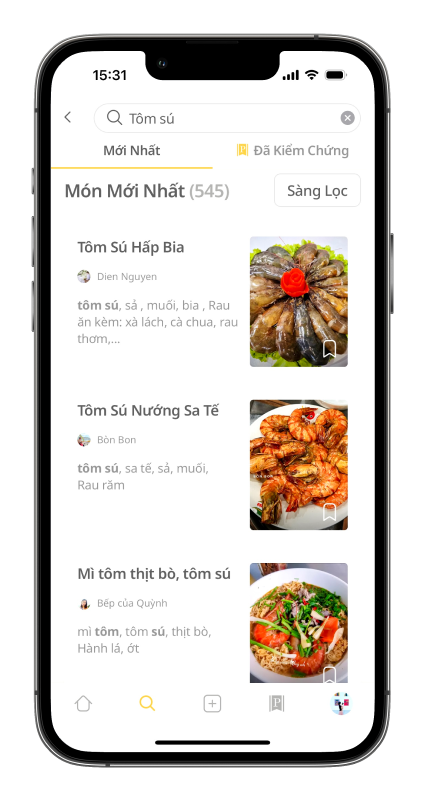 15:31
Tôm sú
Mới Nhất
Đã Kiểm Chứng
Món Mới Nhất (545)
Sàng Lọc
Tôm Sú Hấp Bia
Dien Nguyen
tôm sú, sả , muối, bia , Rau
ăn kèm: xà lách, cà chua, rau
thơm,...
Tôm Sú Nướng Sa Tế
Bòn Bon
tôm sú, sa tế, sả, muối,
Rau răm
Mì tôm thịt bò, tôm sú
Bếp của Quỳnh
mì tôm, tôm sú, thịt bò,
Hành lá, ớt